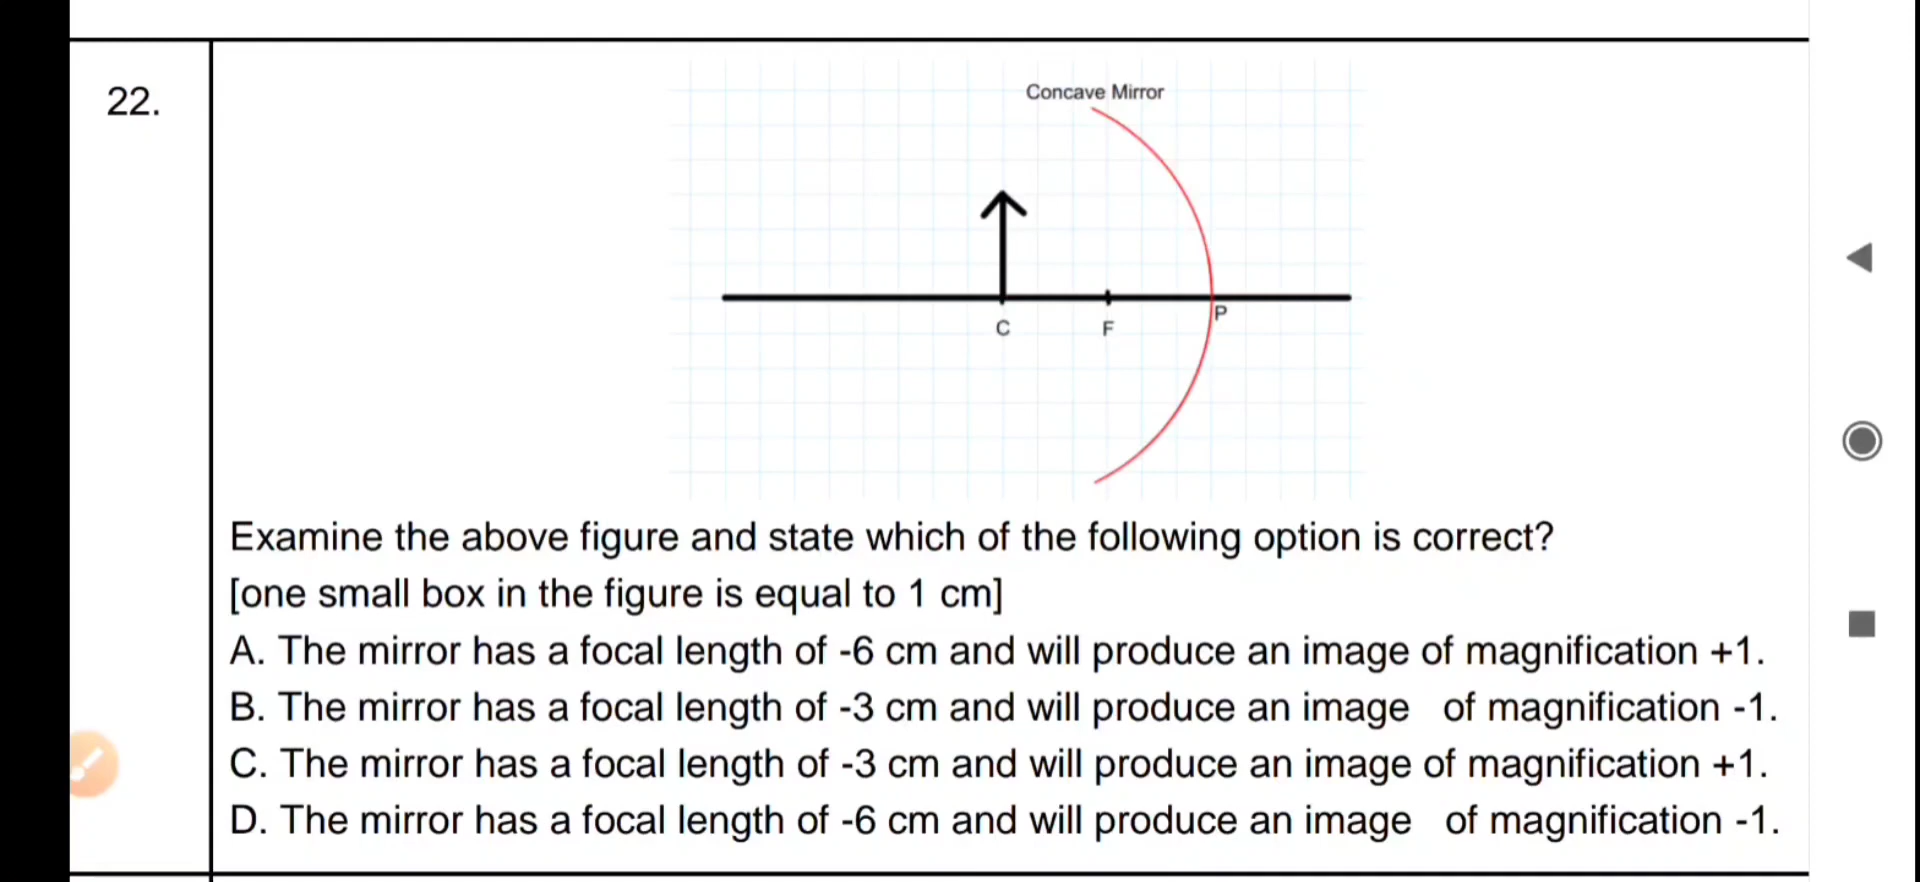 22.
Concave Mirror
C
F
P
Examine the above figure and state which of the following option is correct?
[one small box in the figure is equal to 1 cm]
A. The mirror has a focal length of -6 cm and will produce an image of magnification +1.
B. The mirror has a focal length of -3 cm and will produce an image of magnification -1.
C. The mirror has a focal length of -3 cm and will produce an image of magnification +1.
D. The mirror has a focal length of -6 cm and will produce an image of magnification -1.